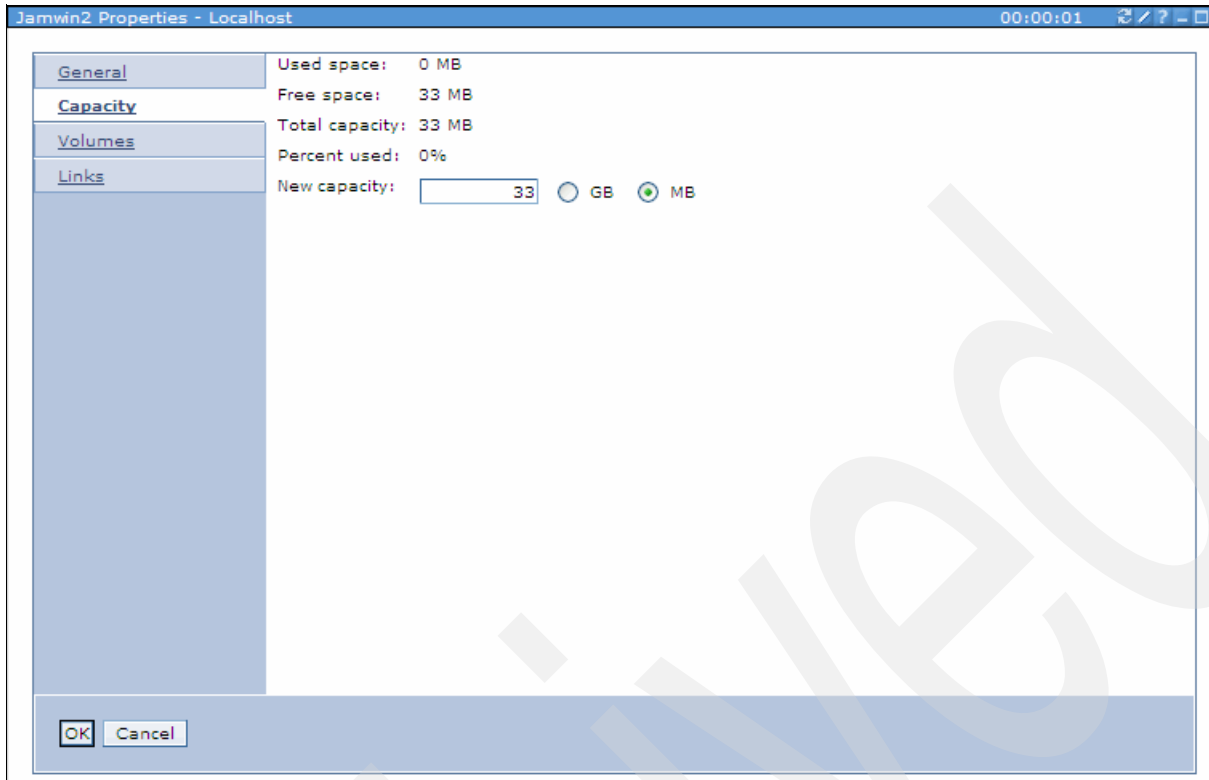 Jamwin2 Properties - Localhost 00:00:01 ?
General
Capacity
Volumes
Links
Used space: 0 MB
Free space: 33 MB
Total capacity: 33 MB
Percent used: 0%
New capacity: 33 GB MB
OK Cancel